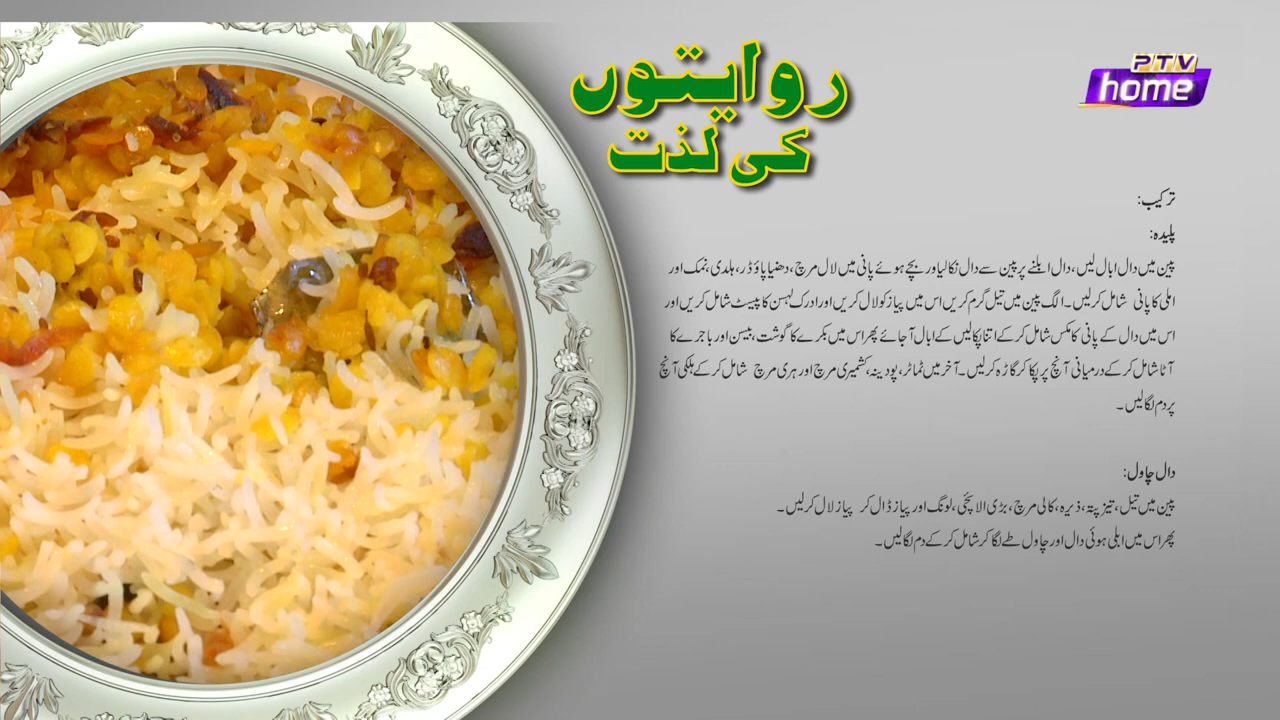 روایتوں
کی لذت
PTV
home
ترکیب:
پلیدہ:
پین میں دال ابال لیں، دال ابلنے پر پین سے دال نکال لیا اور بچے ہوئے پانی میں لال مرچ، دھنیا پاؤڈر، ہلدی، نمک اور
املی کا پانی شامل کر لیں۔ الگ پین میں تیل گرم کریں اس میں پیاز کو لال کریں اور ادرک لہسن کا پیسٹ شامل کریں اور
اس میں دال کے پانی کا مکس شامل کر کے اتنا پکا لیں کے ابال آ جائے پھر اس میں بکرے کا گوشت، بیسن اور باجرے کا
آٹا شامل کر کے درمیانی آنچ پر پکا کر گاڑہ کر لیں۔ آخر میں ٹماٹر، پودینہ، کشمیری مرچ اور ہری مرچ شامل کر کے ہلکی آنچ
پر دم لگا لیں۔
دال چاول:
پین میں تیل، تیز پتہ، ذیرہ، کالی مرچ، بڑی الائچی، لونگ اور پیاز ڈال کر پیاز لال کر لیں۔
پھر اس میں ابلی ہوئی دال اور چاول طے لگا کر شامل کر کے دم لگا لیں۔